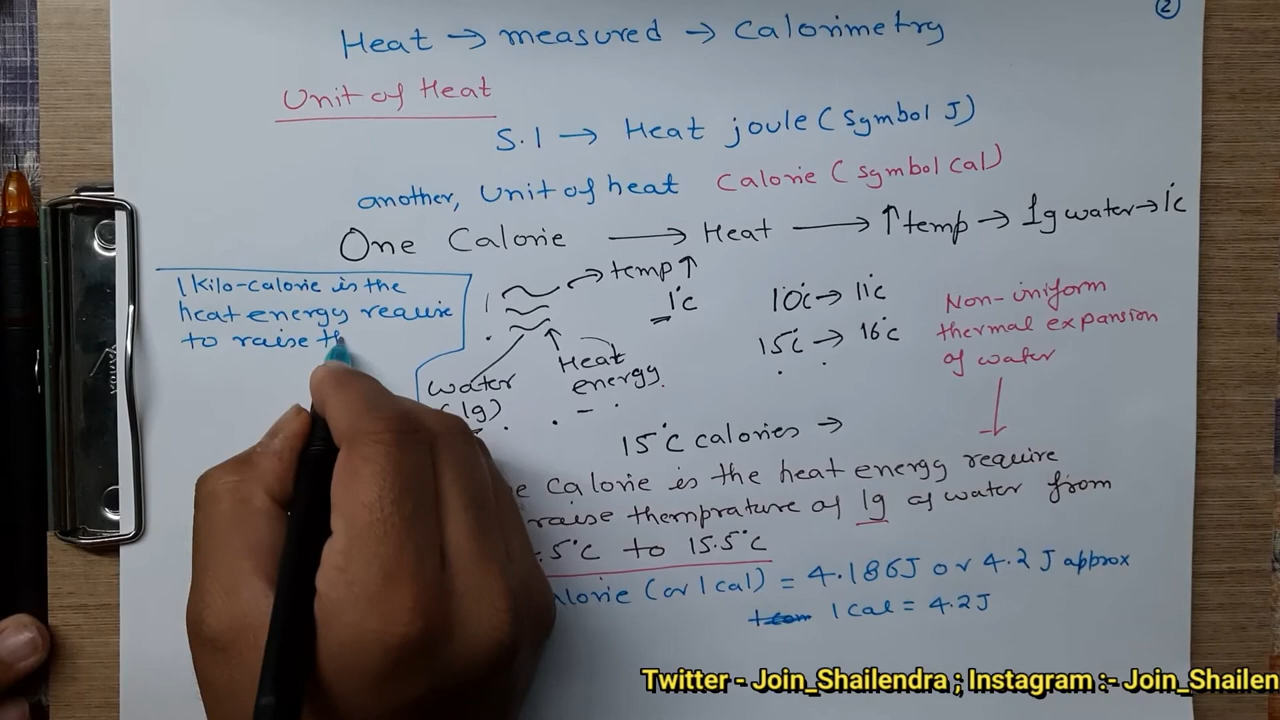 2
Heat → measured → Calorimetry
Unit of Heat
S.I → Heat joule (Symbol J)
another, Unit of heat Calorie (symbol cal)
One Calorie → Heat → ↑ temp → 1g water → 1°c
1 Kilo-calorie is the
heat energy require
to raise th
→ temp ↑
1°c
water
(1g)
Heat
energy
10°c → 11°c
15°c → 16°c
Non-uniform
thermal expansion
of water
15°C calories →
e calorie is the heat energy require
raise themprature of 1g of water from
.5°C to 15.5°C
alorie (or 1 cal) = 4.186J or 4.2 J approx
1 Cal = 4.2J
Twitter - Join_Shailendra ; Instagram :- Join_Shailen